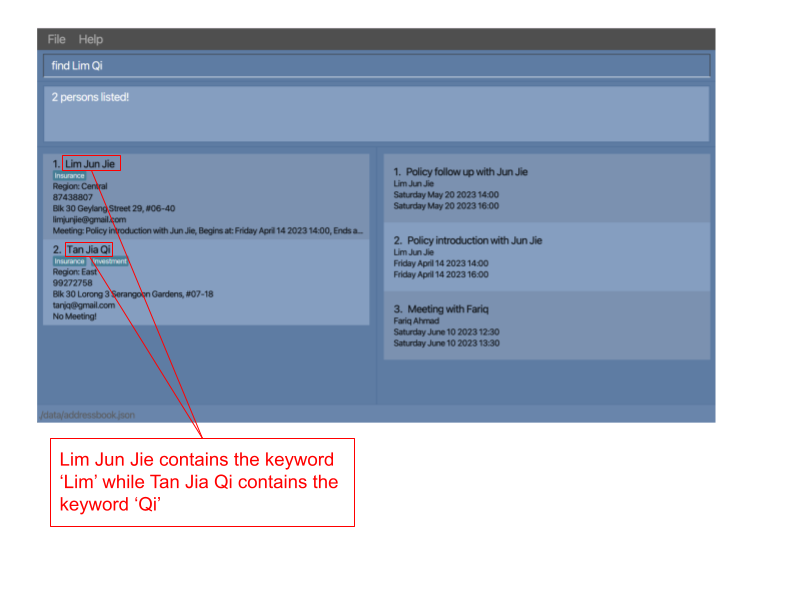 File Help
find Lim Qi
2 persons listed!
1. Lim Jun Jie
Insurance
Region: Central
87438807
Blk 30 Geylang Street 29, #06-40
limjunjie@gmail.com
Meeting: Policy introduction with Jun Jie, Begins at: Friday April 14 2023 14:00, Ends a...
2. Tan Jia Qi
Insurance Investment
Region: East
99272758
Blk 30 Lorong 3 Serangoon Gardens, #07-18
tanjq@gmail.com
No Meeting!
1. Policy follow up with Jun Jie
Lim Jun Jie
Saturday May 20 2023 14:00
Saturday May 20 2023 16:00
2. Policy introduction with Jun Jie
Lim Jun Jie
Friday April 14 2023 14:00
Friday April 14 2023 16:00
3. Meeting with Fariq
Fariq Ahmad
Saturday June 10 2023 12:30
Saturday June 10 2023 13:30
./data/addressbook.json
Lim Jun Jie contains the keyword
‘Lim’ while Tan Jia Qi contains the
keyword ‘Qi’